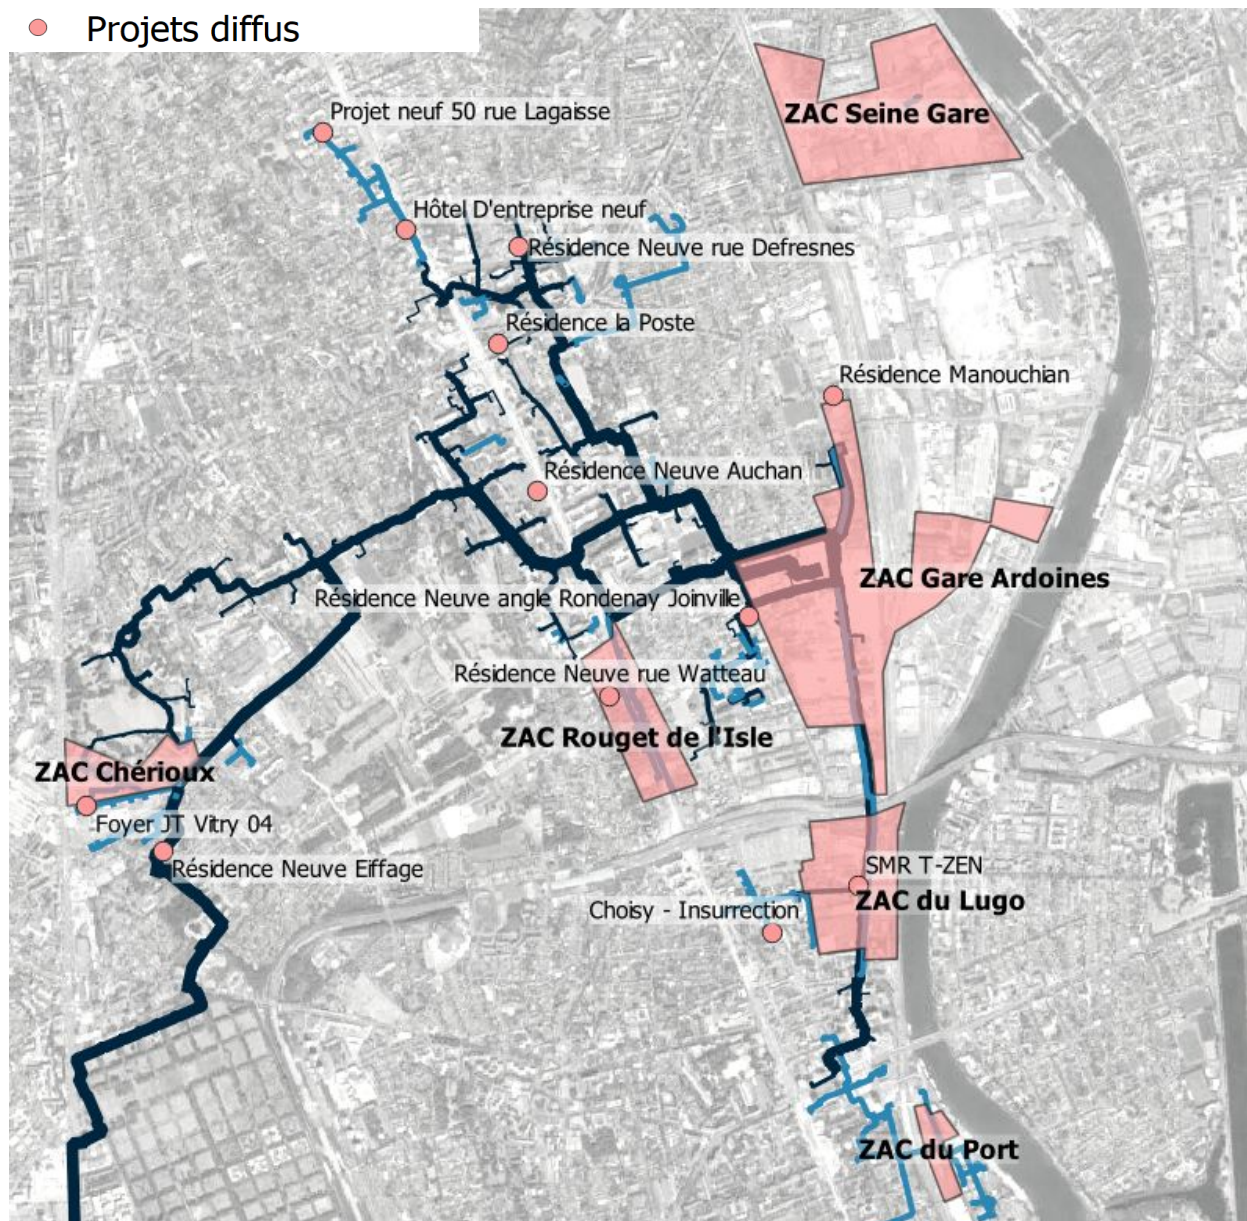 Projets diffus
Projet neuf 50 rue Lagaisse
ZAC Seine Gare
Hôtel D'entreprise neuf
Résidence Neuve rue Defresnes
Résidence la Poste
Résidence Manouchian
Résidence Neuve Auchan
ZAC Gare Ardoines
Résidence Neuve angle Rondenay Joinville
Résidence Neuve rue Watteau
ZAC Rouget de l'Isle
ZAC Chérioux
Foyer JT Vitry 04
Résidence Neuve Eiffage
SMR T-ZEN
ZAC du Lugo
Choisy - Insurrection
ZAC du Port